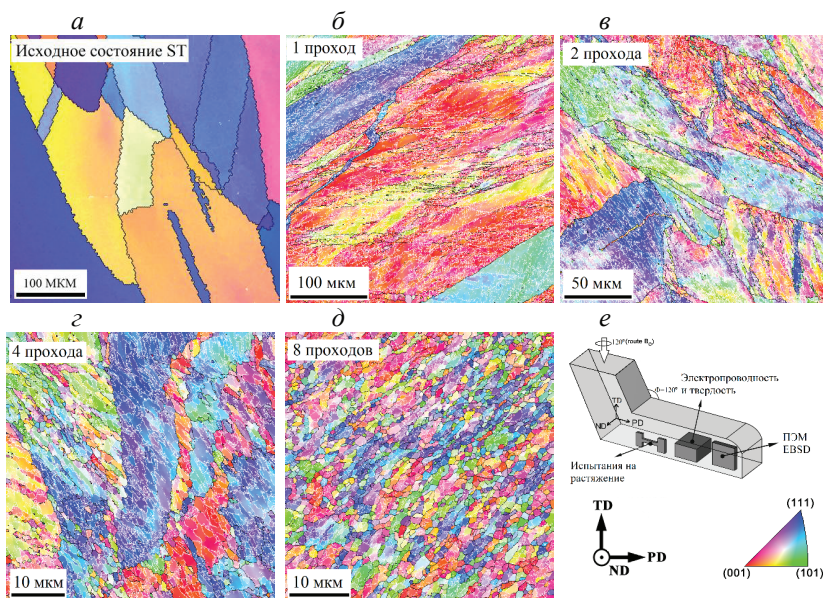 а
б
в
Исходное состояние ST
1 проход
2 прохода
100 МКМ
100 мкм
50 мкм
г
д
е
4 прохода
8 проходов
10 мкм
10 мкм
120° (route Bc)
Φ=120°
TD
ND
PD
Электропроводность
и твердость
ПЭМ
EBSD
Испытания на
растяжение
TD
ND
PD
(111)
(001)
(101)